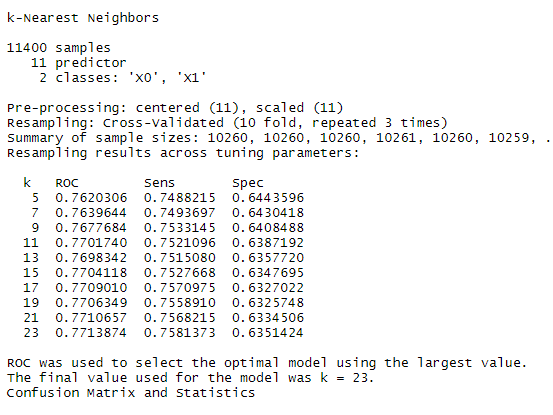 k-Nearest Neighbors
11400 samples
11 predictor
2 classes: 'X0', 'X1'
Pre-processing: centered (11), scaled (11)
Resampling: Cross-Validated (10 fold, repeated 3 times)
Summary of sample sizes: 10260, 10260, 10260, 10261, 10260, 10259, .
Resampling results across tuning parameters:
k ROC Sens Spec
5 0.7620306 0.7488215 0.6443596
7 0.7639644 0.7493697 0.6430418
9 0.7677684 0.7533145 0.6408488
11 0.7701740 0.7521096 0.6387192
13 0.7698342 0.7515080 0.6357720
15 0.7704118 0.7527668 0.6347695
17 0.7709010 0.7570975 0.6327022
19 0.7706349 0.7558910 0.6325748
21 0.7710657 0.7568215 0.6334506
23 0.7713874 0.7581373 0.6351424
ROC was used to select the optimal model using the largest value.
The final value used for the model was k = 23.
Confusion Matrix and Statistics